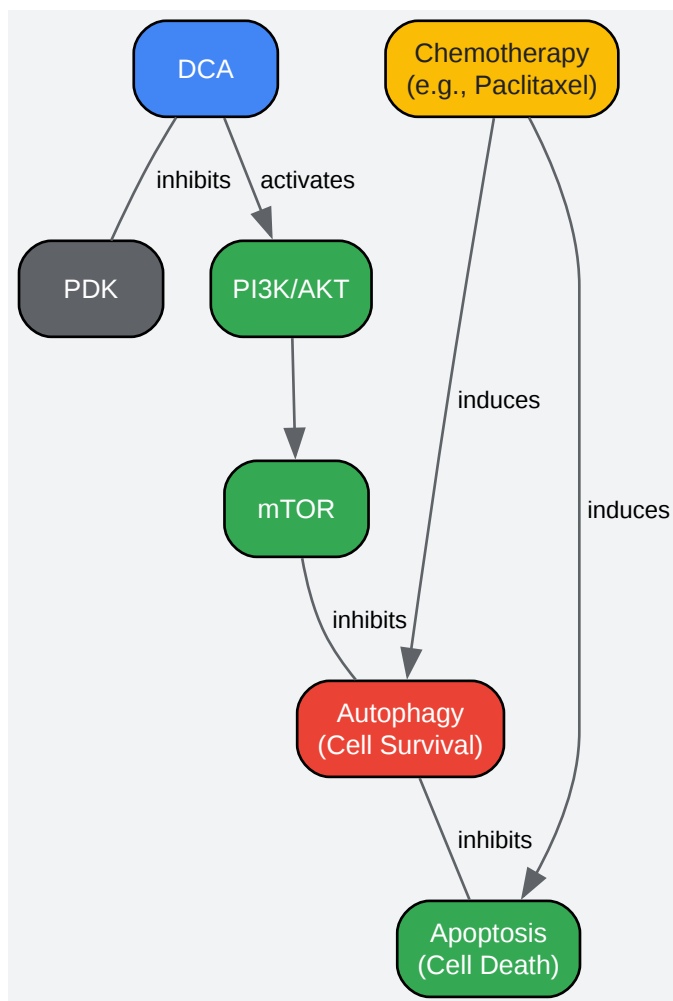 DCA
Chemotherapy
(e.g., Paclitaxel)
inhibits
activates
PDK
PI3K/AKT
induces
mTOR
induces
inhibits
Autophagy
(Cell Survival)
inhibits
Apoptosis
(Cell Death)